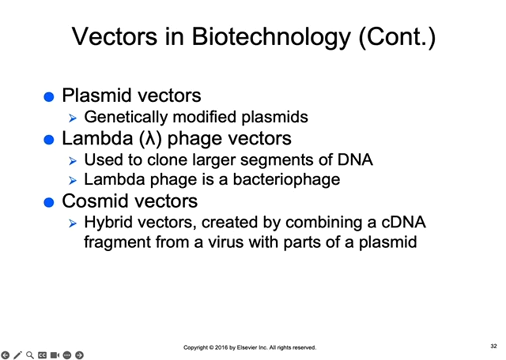 Vectors in Biotechnology (Cont.)
Plasmid vectors
Genetically modified plasmids
Lambda (λ) phage vectors
Used to clone larger segments of DNA
Lambda phage is a bacteriophage
Cosmid vectors
Hybrid vectors, created by combining a cDNA
fragment from a virus with parts of a plasmid
Copyright © 2016 by Elsevier Inc. All rights reserved.
32